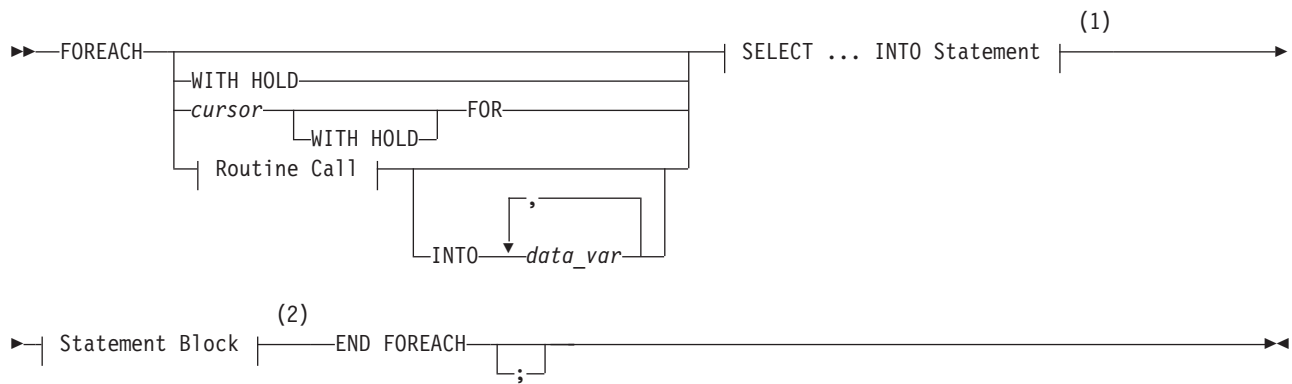 (1)
FOREACH SELECT ... INTO Statement
WITH HOLD
cursor FOR
WITH HOLD
Routine Call
,
INTO data_var
(2)
Statement Block END FOREACH
;